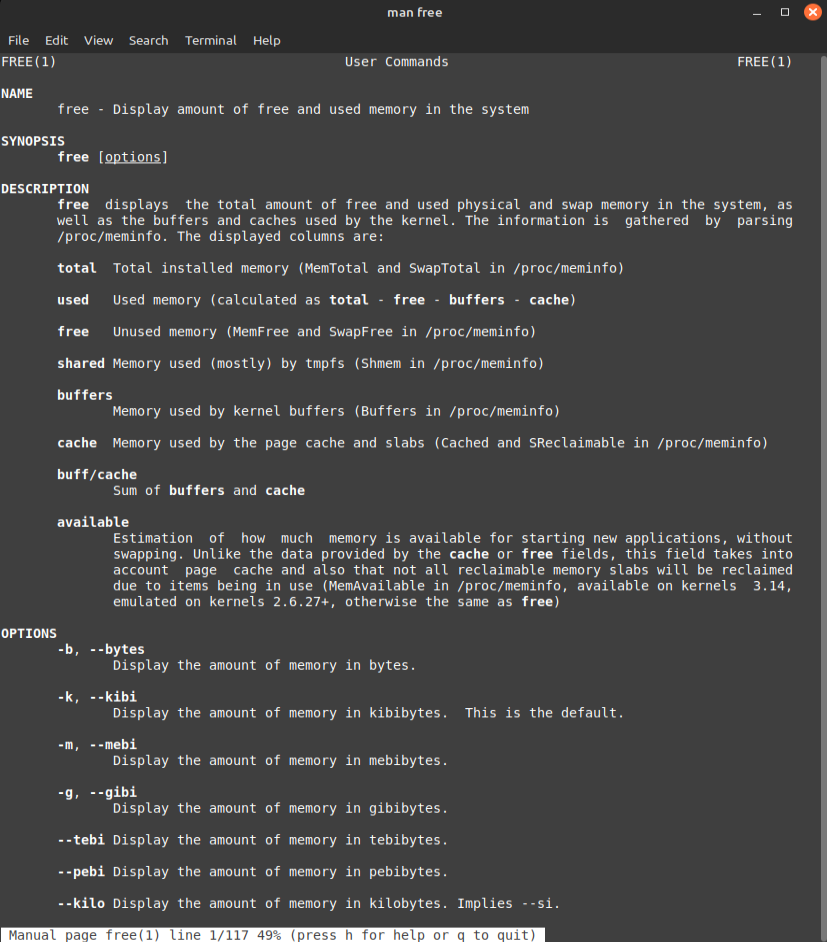 man free
File Edit View Search Terminal Help
FREE(1) User Commands FREE(1)
NAME
free - Display amount of free and used memory in the system
SYNOPSIS
free [options]
DESCRIPTION
free displays the total amount of free and used physical and swap memory in the system, as
well as the buffers and caches used by the kernel. The information is gathered by parsing
/proc/meminfo. The displayed columns are:
total Total installed memory (MemTotal and SwapTotal in /proc/meminfo)
used Used memory (calculated as total - free - buffers - cache)
free Unused memory (MemFree and SwapFree in /proc/meminfo)
shared Memory used (mostly) by tmpfs (Shmem in /proc/meminfo)
buffers
Memory used by kernel buffers (Buffers in /proc/meminfo)
cache Memory used by the page cache and slabs (Cached and SReclaimable in /proc/meminfo)
buff/cache
Sum of buffers and cache
available
Estimation of how much memory is available for starting new applications, without
swapping. Unlike the data provided by the cache or free fields, this field takes into
account page cache and also that not all reclaimable memory slabs will be reclaimed
due to items being in use (MemAvailable in /proc/meminfo, available on kernels 3.14,
emulated on kernels 2.6.27+, otherwise the same as free)
OPTIONS
-b, --bytes
Display the amount of memory in bytes.
-k, --kibi
Display the amount of memory in kibibytes. This is the default.
-m, --mebi
Display the amount of memory in mebibytes.
-g, --gibi
Display the amount of memory in gibibytes.
--tebi Display the amount of memory in tebibytes.
--pebi Display the amount of memory in pebibytes.
--kilo Display the amount of memory in kilobytes. Implies --si.
Manual page free(1) line 1/117 49% (press h for help or q to quit)